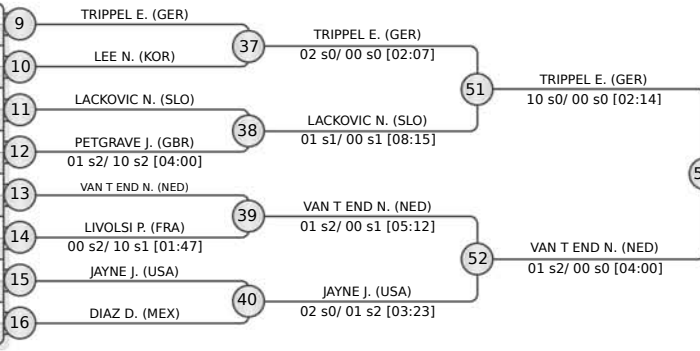 9
TRIPPEL E. (GER)
10
LEE N. (KOR)
37
TRIPPEL E. (GER)
02 s0/ 00 s0 [02:07]
11
LACKOVIC N. (SLO)
12
PETGRAVE J. (GBR)
01 s2/ 10 s2 [04:00]
38
LACKOVIC N. (SLO)
01 s1/ 00 s1 [08:15]
51
TRIPPEL E. (GER)
10 s0/ 00 s0 [02:14]
13
VAN T END N. (NED)
14
LIVOLSI P. (FRA)
00 s2/ 10 s1 [01:47]
39
VAN T END N. (NED)
01 s2/ 00 s1 [05:12]
15
JAYNE J. (USA)
16
DIAZ D. (MEX)
40
JAYNE J. (USA)
02 s0/ 01 s2 [03:23]
52
VAN T END N. (NED)
01 s2/ 00 s0 [04:00]